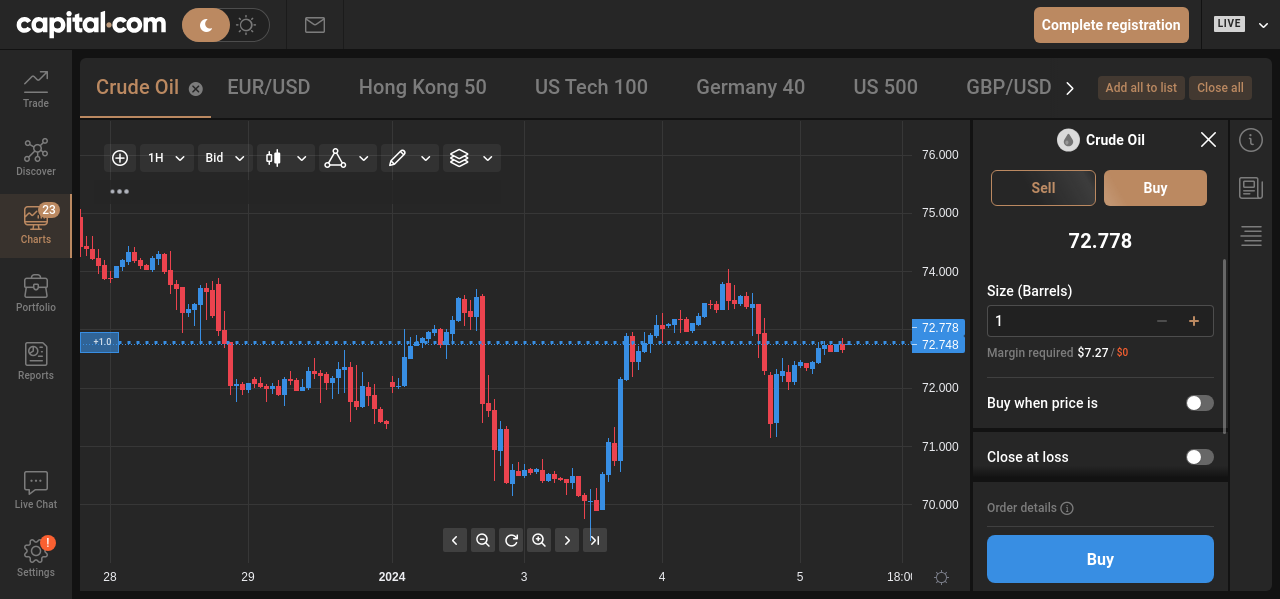 capital.com
Complete registration
LIVE
Trade
Discover
23
Charts
Portfolio
Reports
Live Chat
!
Settings
Crude Oil
EUR/USD
Hong Kong 50
US Tech 100
Germany 40
US 500
GBP/USD
Add all to list
Close all
1H
Bid
•••
+1.0
76.000
75.000
74.000
72.778
72.748
72.000
71.000
70.000
28
29
2024
3
4
5
18:00
Crude Oil
Sell
Buy
72.778
Size (Barrels)
1
Margin required $7.27 / $0
Buy when price is
Close at loss
Order details
Buy